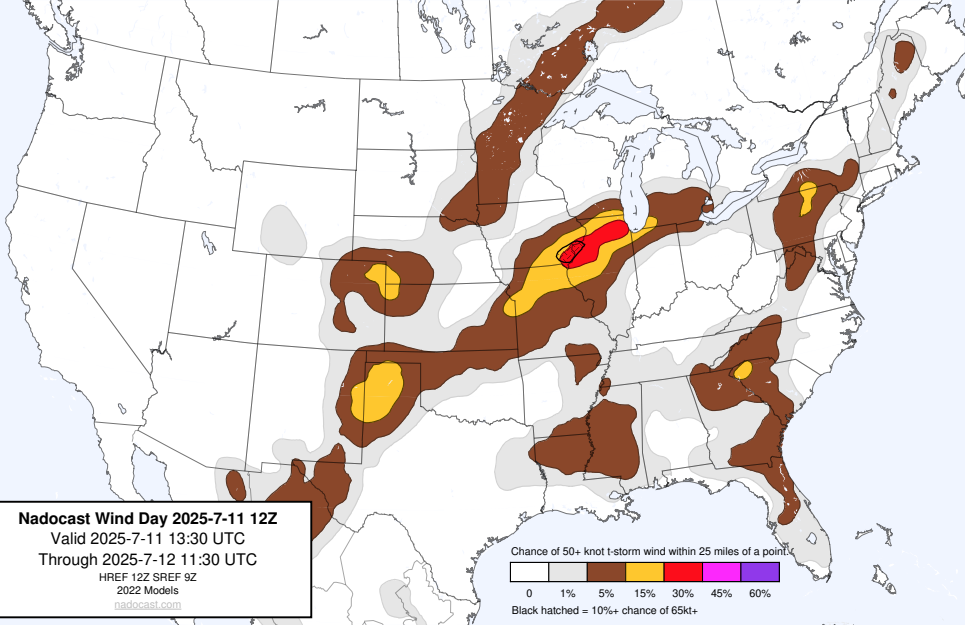 Nadocast Wind Day 2025-7-11 12Z
Valid 2025-7-11 13:30 UTC
Through 2025-7-12 11:30 UTC
HREF 12Z SREF 9Z
2022 Models
nadocast.com
Chance of 50+ knot t-storm wind within 25 miles of a point.
0 1% 5% 15% 30% 45% 60%
Black hatched = 10%+ chance of 65kt+